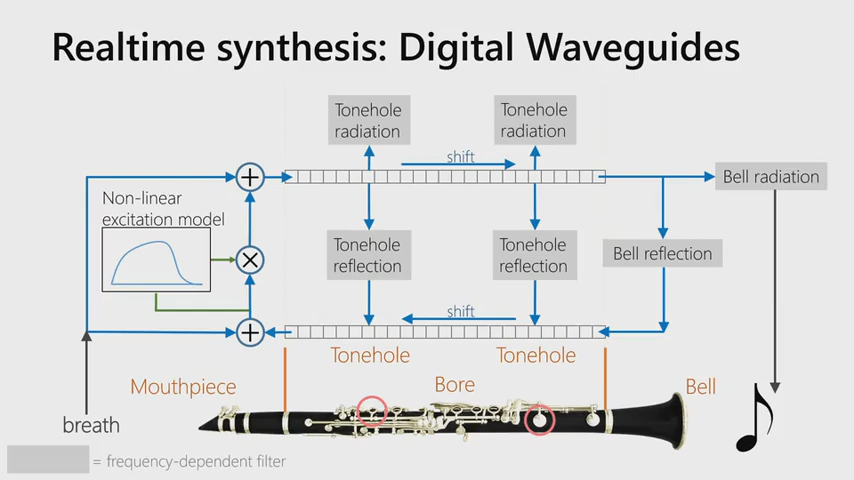 Realtime synthesis: Digital Waveguides
Tonehole
radiation
Tonehole
radiation
shift
+
Bell radiation
Non-linear
excitation model
×
Tonehole
reflection
Tonehole
reflection
Bell reflection
shift
+
Tonehole
Tonehole
Mouthpiece
Bore
Bell
breath
= frequency-dependent filter